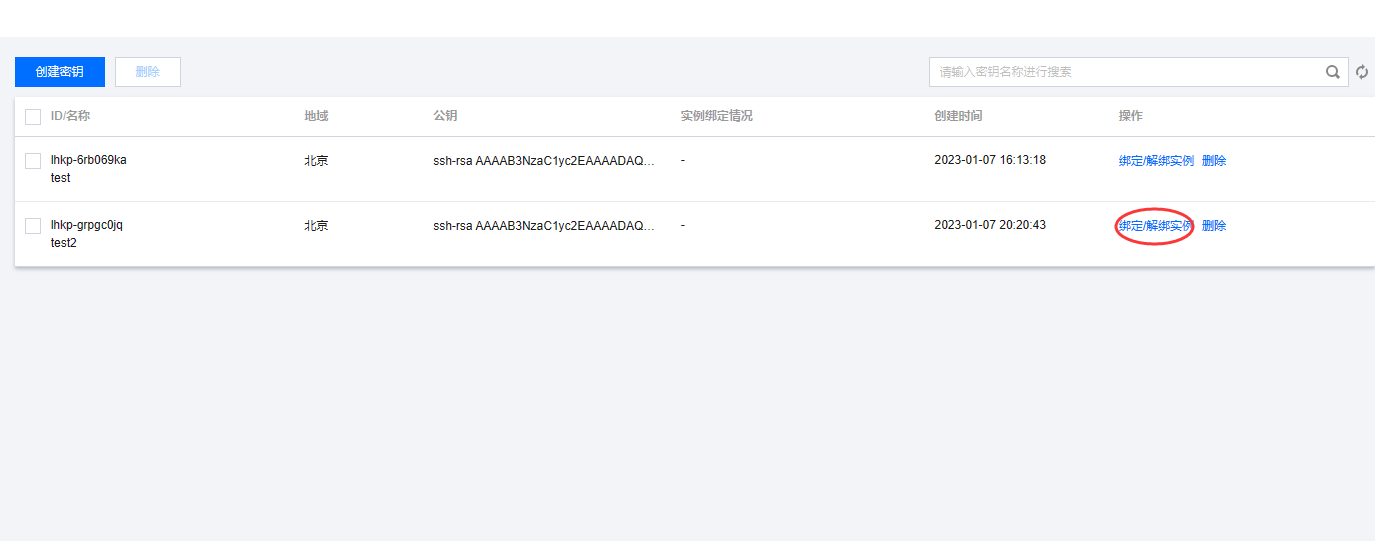 创建密钥 删除 请输入密钥名称进行搜索
ID/名称 地域 公钥 实例绑定情况 创建时间 操作
lhkp-6rb069ka 北京 ssh-rsa AAAAB3NzaC1yc2EAAAADAQ… - 2023-01-07 16:13:18 绑定/解绑实例 删除
test
lhkp-grpgc0jq 北京 ssh-rsa AAAAB3NzaC1yc2EAAAADAQ… - 2023-01-07 20:20:43 绑定/解绑实例 删除
test2